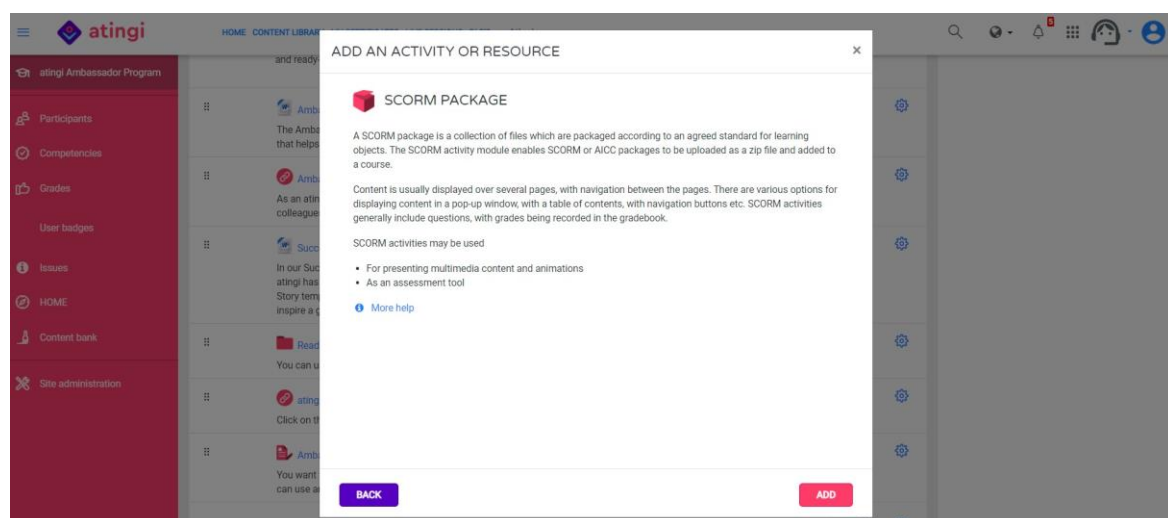 atingi
HOME CONTENT LIBRAR
5
ADD AN ACTIVITY OR RESOURCE
×
atingi Ambassador Program
Participants
Competencies
Grades
User badges
Issues
HOME
Content bank
Site administration
and ready
The Amba
that helps
As an atin
colleague
Succ
In our Suc
atingi has
Story tem
inspire a g
Read
You can u
ating
Click on th
Amba
You want
can use a
SCORM PACKAGE
A SCORM package is a collection of files which are packaged according to an agreed standard for learning
objects. The SCORM activity module enables SCORM or AICC packages to be uploaded as a zip file and added to
a course.
Content is usually displayed over several pages, with navigation between the pages. There are various options for
displaying content in a pop-up window, with a table of contents, with navigation buttons etc. SCORM activities
generally include questions, with grades being recorded in the gradebook.
SCORM activities may be used
• For presenting multimedia content and animations
• As an assessment tool
More help
BACK
ADD